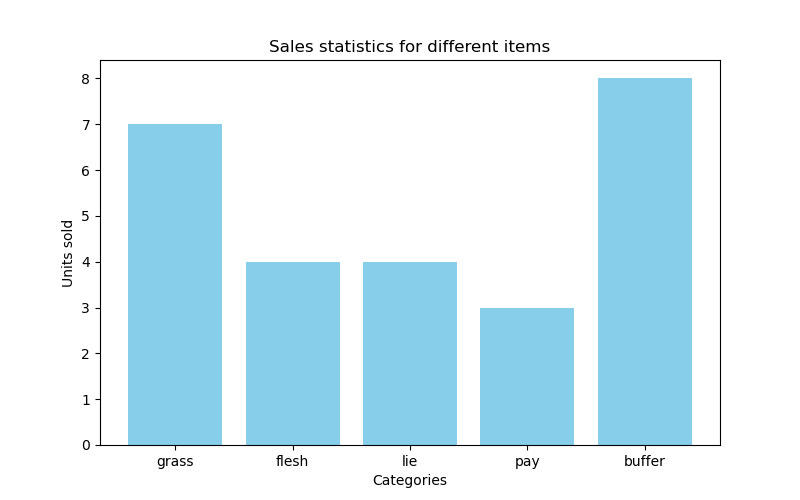 Sales statistics for different items
Units sold
8
7
6
5
4
3
2
1
0
grass flesh lie pay buffer
Categories